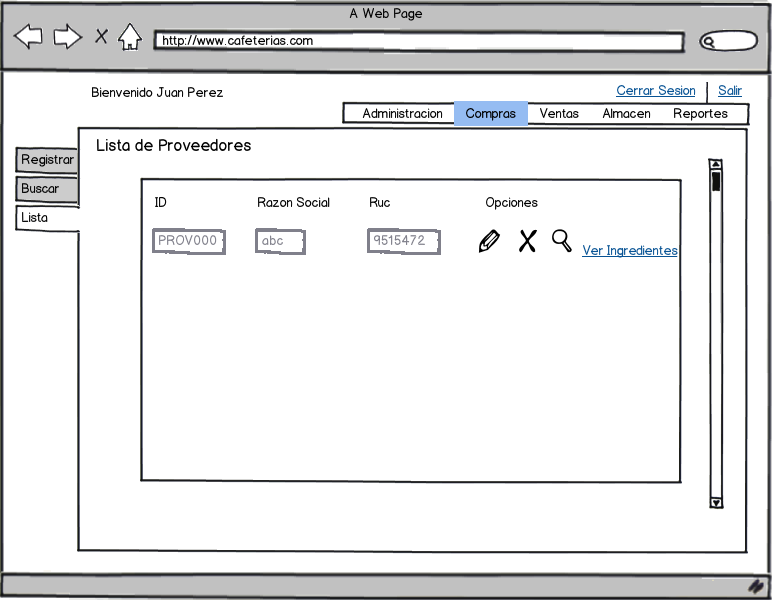 A Web Page
http://www.cafeterias.com
Bienvenido Juan Perez
Cerrar Sesion
Salir
Administracion Compras Ventas Almacen Reportes
Lista de Proveedores
Registrar
Buscar
Lista
ID Razon Social Ruc Opciones
PROV000 abc 9515472
Ver Ingredientes